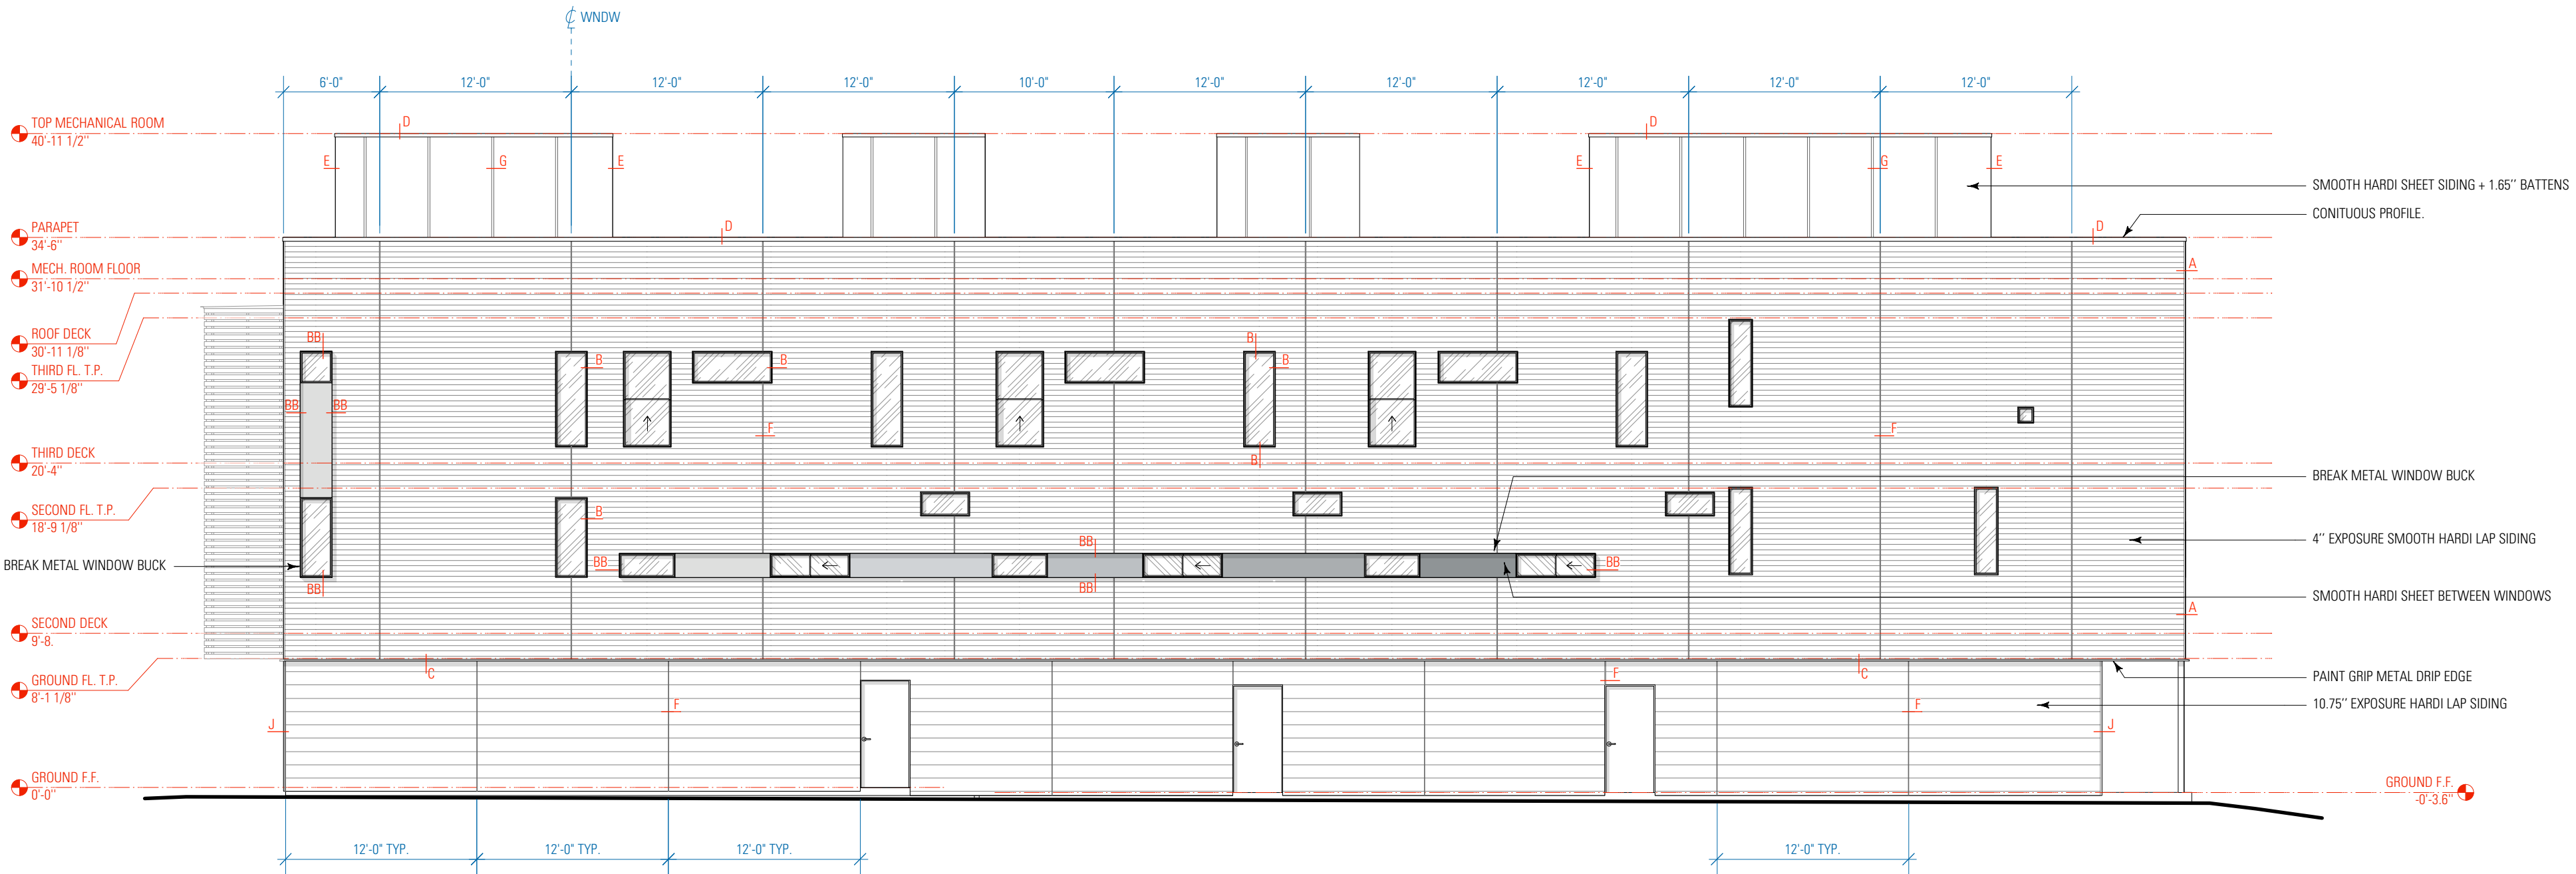 ℄ WNDW
6'-0"
12'-0"
12'-0"
12'-0"
10'-0"
12'-0"
12'-0"
12'-0"
12'-0"
12'-0"
TOP MECHANICAL ROOM
40'-11 1/2''
D
D
E
G
E
E
G
E
SMOOTH HARDI SHEET SIDING + 1.65'' BATTENS
CONITUOUS PROFILE.
PARAPET
34'-6''
D
D
MECH. ROOM FLOOR
31'-10 1/2''
A
ROOF DECK
30'-11 1/8''
THIRD FL. T.P.
29'-5 1/8''
BB
B
B
B
B
BB
BB
F
F
B
THIRD DECK
20'-4''
BREAK METAL WINDOW BUCK
SECOND FL. T.P.
18'-9 1/8''
B
4'' EXPOSURE SMOOTH HARDI LAP SIDING
BB
BREAK METAL WINDOW BUCK
BB
BB
BB
BB
SMOOTH HARDI SHEET BETWEEN WINDOWS
A
SECOND DECK
9'-8.
GROUND FL. T.P.
8'-1 1/8''
C
F
C
PAINT GRIP METAL DRIP EDGE
F
F
10.75'' EXPOSURE HARDI LAP SIDING
J
J
GROUND F.F.
0'-0''
GROUND F.F.
-0'-3.6''
12'-0" TYP.
12'-0" TYP.
12'-0" TYP.
12'-0" TYP.